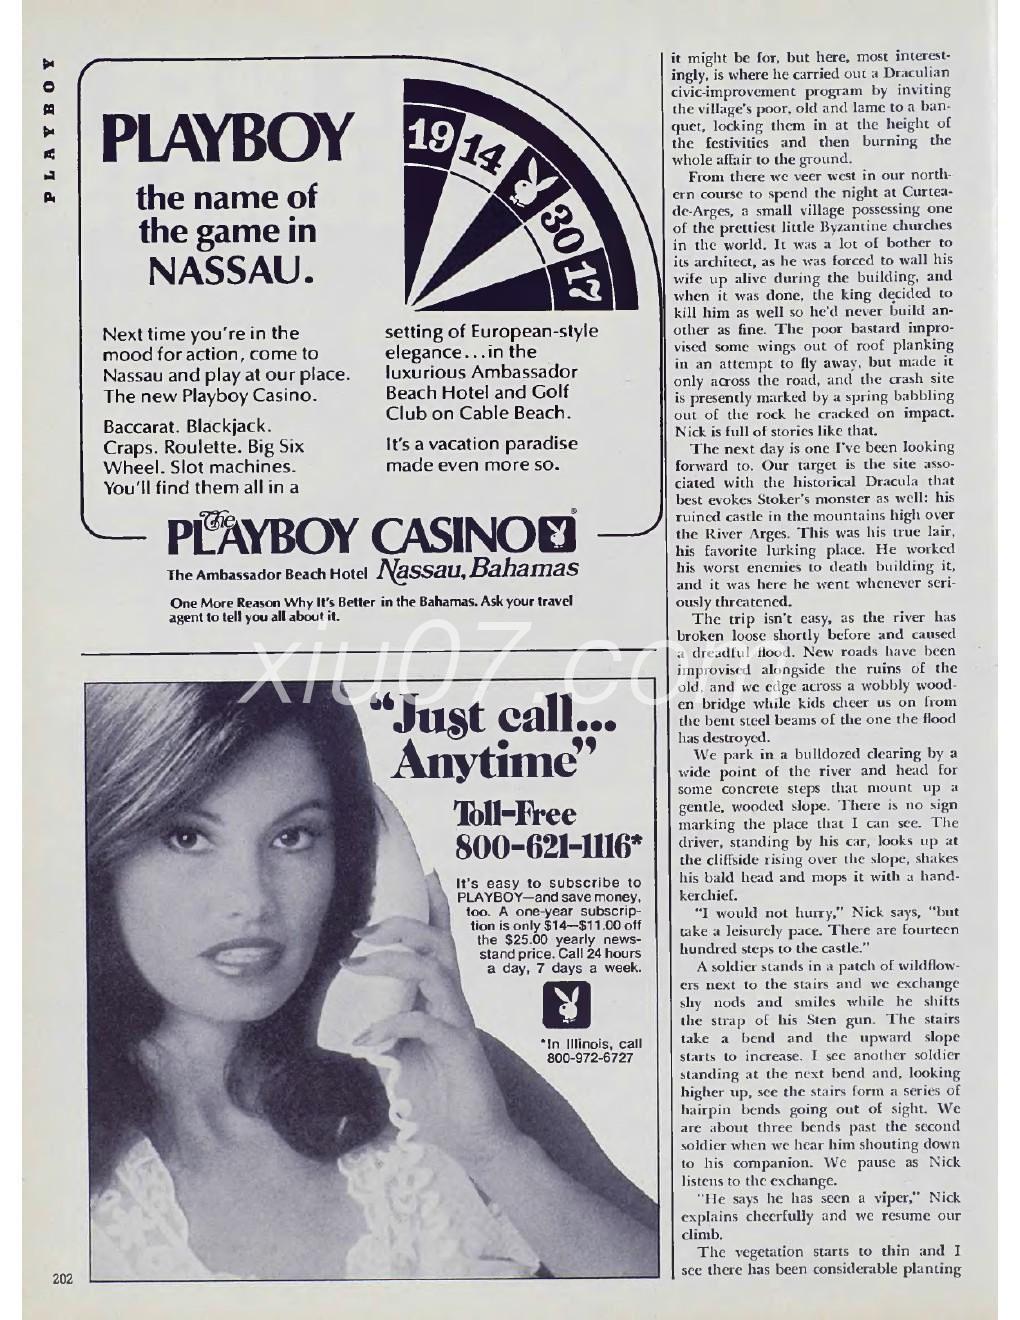 PLAYBOY
PLAYBOY
the name of
the game in
NASSAU.
19
14
30
17
Next time you're in the
mood for action, come to
Nassau and play at our place.
The new Playboy Casino.
Baccarat. Blackjack.
Craps. Roulette. Big Six
Wheel. Slot machines.
You'll find them all in a
setting of European-style
elegance...in the
luxurious Ambassador
Beach Hotel and Golf
Club on Cable Beach.
It's a vacation paradise
made even more so.
The
PLAYBOY CASINO®
The Ambassador Beach Hotel Nassau, Bahamas
One More Reason Why It's Better in the Bahamas. Ask your travel
agent to tell you all about it.
"Just call...
Anytime"
Toll-Free
800-621-1116*
It's easy to subscribe to
PLAYBOY—and save money,
too. A one-year subscrip-
tion is only $14—$11.00 off
the $25.00 yearly news-
stand price. Call 24 hours
a day, 7 days a week.
*In Illinois, call
800-972-6727
202
it might be for, but here, most interest-
ingly, is where he carried out a Draculian
civic-improvement program by inviting
the village's poor, old and lame to a ban-
quet, locking them in at the height of
the festivities and then burning the
whole affair to the ground.
From there we veer west in our north-
ern course to spend the night at Curtea-
de-Arges, a small village possessing one
of the prettiest little Byzantine churches
in the world. It was a lot of bother to
its architect, as he was forced to wall his
wife up alive during the building, and
when it was done, the king decided to
kill him as well so he'd never build an-
other as fine. The poor bastard impro-
vised some wings out of roof planking
in an attempt to fly away, but made it
only across the road, and the crash site
is presently marked by a spring babbling
out of the rock he cracked on impact.
Nick is full of stories like that.
The next day is one I've been looking
forward to. Our target is the site asso-
ciated with the historical Dracula that
best evokes Stoker's monster as well: his
ruined castle in the mountains high over
the River Arges. This was his true lair,
his favorite lurking place. He worked
his worst enemies to death building it,
and it was here he went whenever seri-
ously threatened.
The trip isn't easy, as the river has
broken loose shortly before and caused
a dreadful flood. New roads have been
improvised alongside the ruins of the
old, and we edge across a wobbly wood-
en bridge while kids cheer us on from
the bent steel beams of the one the flood
has destroyed.
We park in a bulldozed clearing by a
wide point of the river and head for
some concrete steps that mount up a
gentle, wooded slope. There is no sign
marking the place that I can see. The
driver, standing by his car, looks up at
the cliffside rising over the slope, shakes
his bald head and mops it with a hand-
kerchief.
"I would not hurry," Nick says, "but
take a leisurely pace. There are fourteen
hundred steps to the castle."
A soldier stands in a patch of wildflow-
ers next to the stairs and we exchange
shy nods and smiles while he shifts
the strap of his Sten gun. The stairs
take a bend and the upward slope
starts to increase. I see another soldier
standing at the next bend and, looking
higher up, see the stairs form a series of
hairpin bends going out of sight. We
are about three bends past the second
soldier when we hear him shouting down
to his companion. We pause as Nick
listens to the exchange.
"He says he has seen a viper," Nick
explains cheerfully and we resume our
climb.
The vegetation starts to thin and I
see there has been considerable planting
xiu07.com